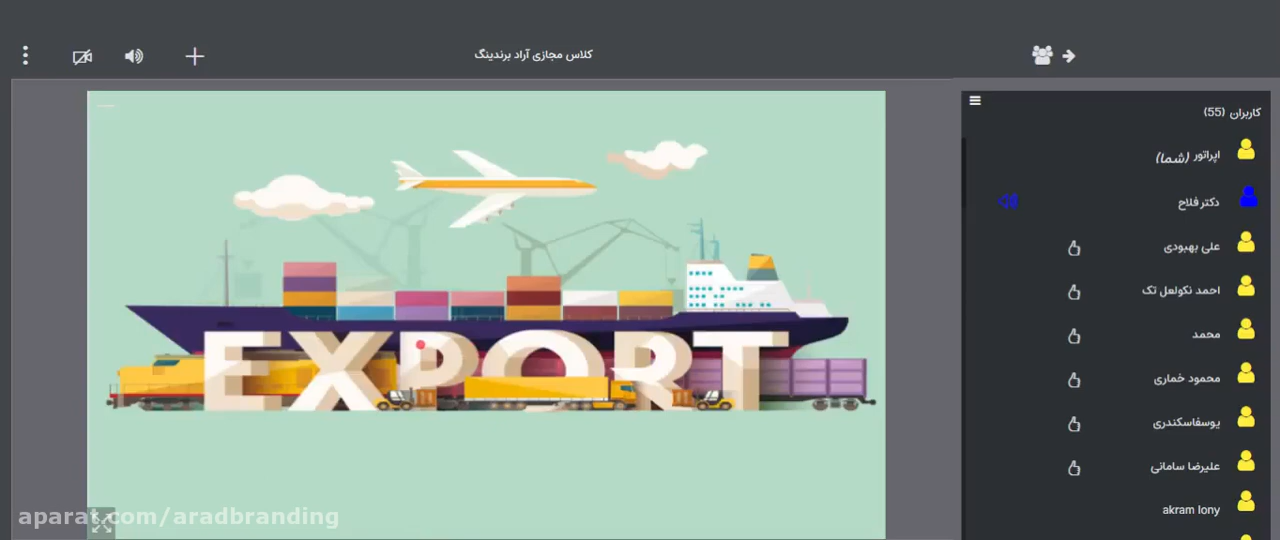 کلاس مجازی آراد برندینگ
EXPORT
aparat.com/aradbranding
کاربران (55)
اپراتور (شما)
دکتر فلاح
علی بهبودی
احمد نکولعل تک
محمد
محمود خماری
یوسفاسکندری
علیرضا سامانی
akram lony